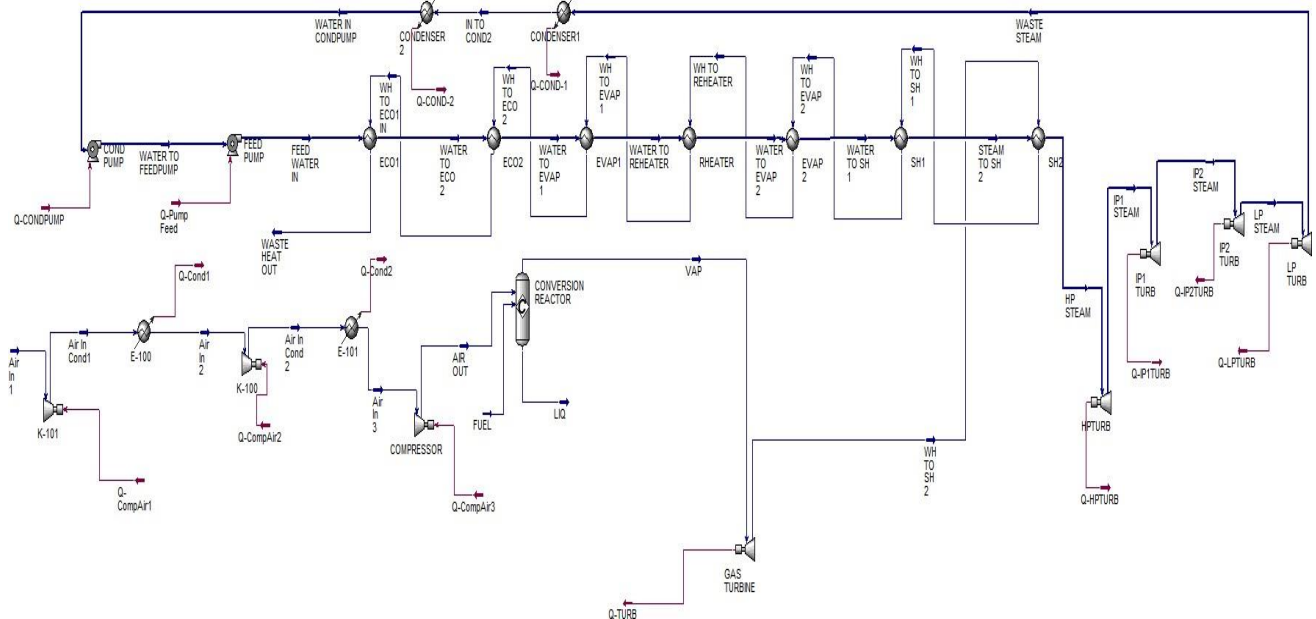 WATER IN
CONDPUMP
CONDENSER
2
IN TO
COND2
CONDENSER1
WASTE
STEAM
Q-COND-2
Q-COND-1
WH
TO
ECO1
IN
WH
TO
ECO
2
WH
TO
EVAP
1
WH TO
REHEATER
WH
TO
EVAP
2
WH
TO
SH
1
COND
PUMP
WATER TO
FEEDPUMP
FEED
PUMP
FEED
WATER
IN
ECO1
WATER
TO
ECO
2
ECO2
WATER
TO
EVAP
1
EVAP1
WATER TO
REHEATER
RHEATER
WATER
TO
EVAP
2
EVAP
2
WATER
TO SH
1
SH1
STEAM
TO SH
2
SH2
Q-CONDPUMP
Q-Pump
Feed
WASTE
HEAT
OUT
IP1
STEAM
IP1
TURB
IP2
STEAM
IP2
TURB
LP
STEAM
LP
TURB
Q-IP2TURB
Q-LPTURB
Q-IP1TURB
HP
STEAM
HPTURB
Q-HPTURB
Q-Cond1
Q-Cond2
VAP
CONVERSION
REACTOR
Air
In
1
Air In
Cond1
E-100
Air
In
2
Air In
Cond
2
E-101
Air
In
3
AIR
OUT
FUEL
LIQ
K-101
K-100
COMPRESSOR
Q-CompAir2
Q-
CompAir1
Q-CompAir3
WH
TO
SH
2
GAS
TURBINE
Q-TURB